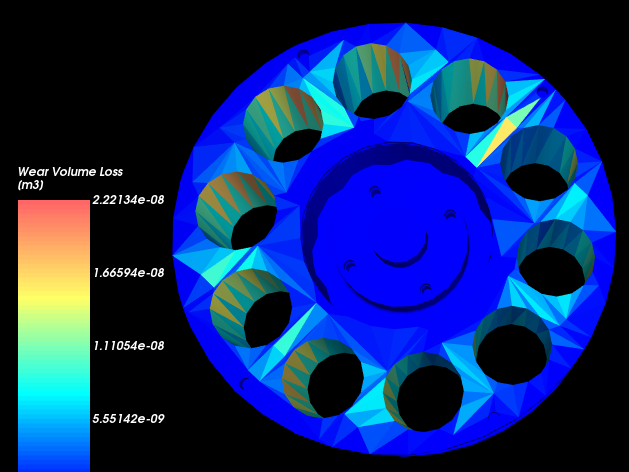 Wear Volume Loss
(m3)
2.22134e-08
1.66594e-08
1.11054e-08
5.55142e-09